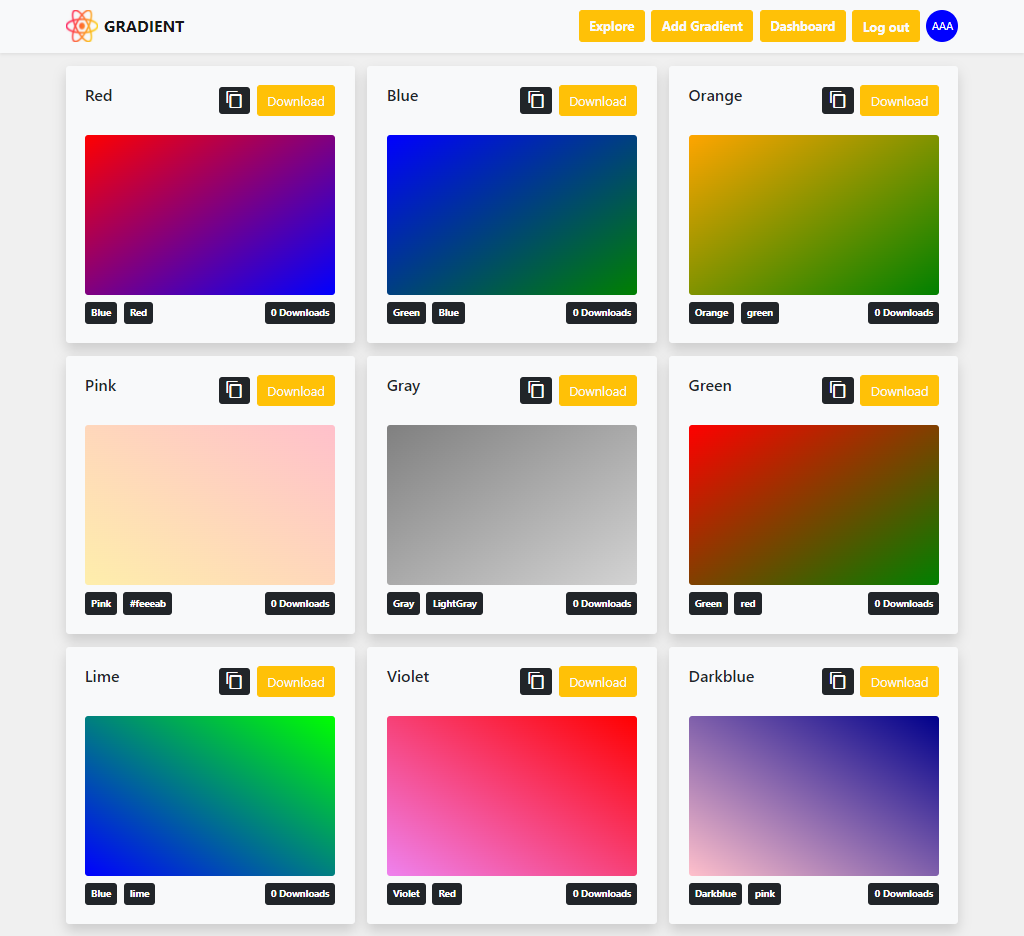 GRADIENT Explore Add Gradient Dashboard Log out AAA
Red Download Blue Download Orange Download
Blue Red 0 Downloads Green Blue 0 Downloads Orange green 0 Downloads
Pink Download Gray Download Green Download
Pink #feeeab 0 Downloads Gray LightGray 0 Downloads Green red 0 Downloads
Lime Download Violet Download Darkblue Download
Blue lime 0 Downloads Violet Red 0 Downloads Darkblue pink 0 Downloads